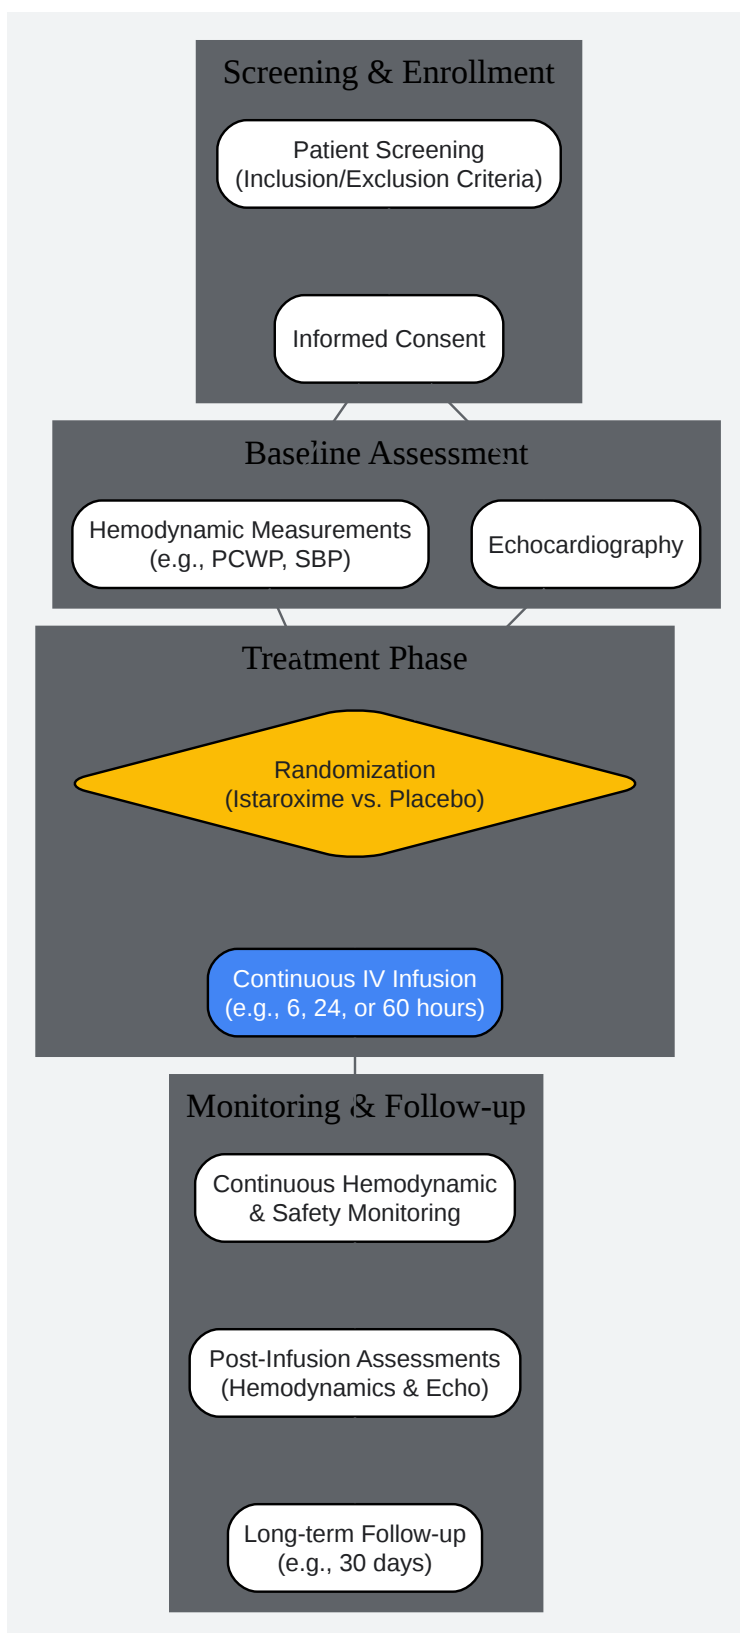 Screening & Enrollment
Patient Screening
(Inclusion/Exclusion Criteria)
Informed Consent
Baseline Assessment
Hemodynamic Measurements
(e.g., PCWP, SBP)
Echocardiography
Treatment Phase
Randomization
(Istaroxime vs. Placebo)
Continuous IV Infusion
(e.g., 6, 24, or 60 hours)
Monitoring & Follow-up
Continuous Hemodynamic
& Safety Monitoring
Post-Infusion Assessments
(Hemodynamics & Echo)
Long-term Follow-up
(e.g., 30 days)